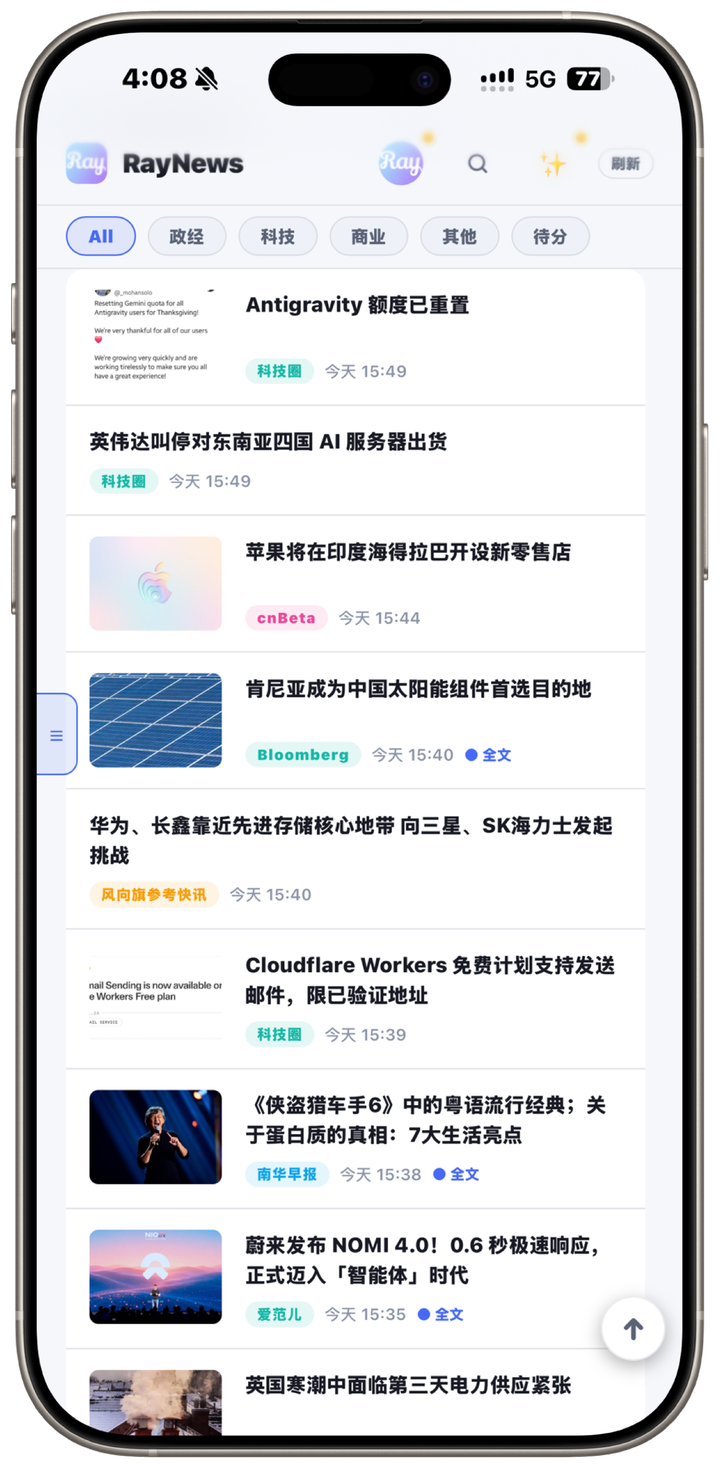 4:08
5G
77
Ray
RayNews
Ray
刷新
All
政经
科技
商业
其他
待分
@_mohansolo
Resetting Gemini quota for all
Antigravity users for Thanksgiving!
We're very thankful for all of our users
We're growing very quickly and are
working tirelessly to make sure you all
have a great experience!
Antigravity 额度已重置
科技圈 今天 15:49
英伟达叫停对东南亚四国 AI 服务器出货
科技圈 今天 15:49
苹果将在印度海得拉巴开设新零售店
cnBeta 今天 15:44
肯尼亚成为中国太阳能组件首选目的地
Bloomberg 今天 15:40 全文
华为、长鑫靠近先进存储核心地带 向三星、SK海力士发起
挑战
风向旗参考快讯 今天 15:40
nail Sending is now available or
e Workers Free plan
AIL SERVICE
Cloudflare Workers 免费计划支持发送
邮件，限已验证地址
科技圈 今天 15:39
《侠盗猎车手6》中的粤语流行经典；关
于蛋白质的真相：7大生活亮点
南华早报 今天 15:38 全文
NIO
蔚来发布 NOMI 4.0！0.6 秒极速响应，
正式迈入「智能体」时代
爱范儿 今天 15:35 全文
英国寒潮中面临第三天电力供应紧张